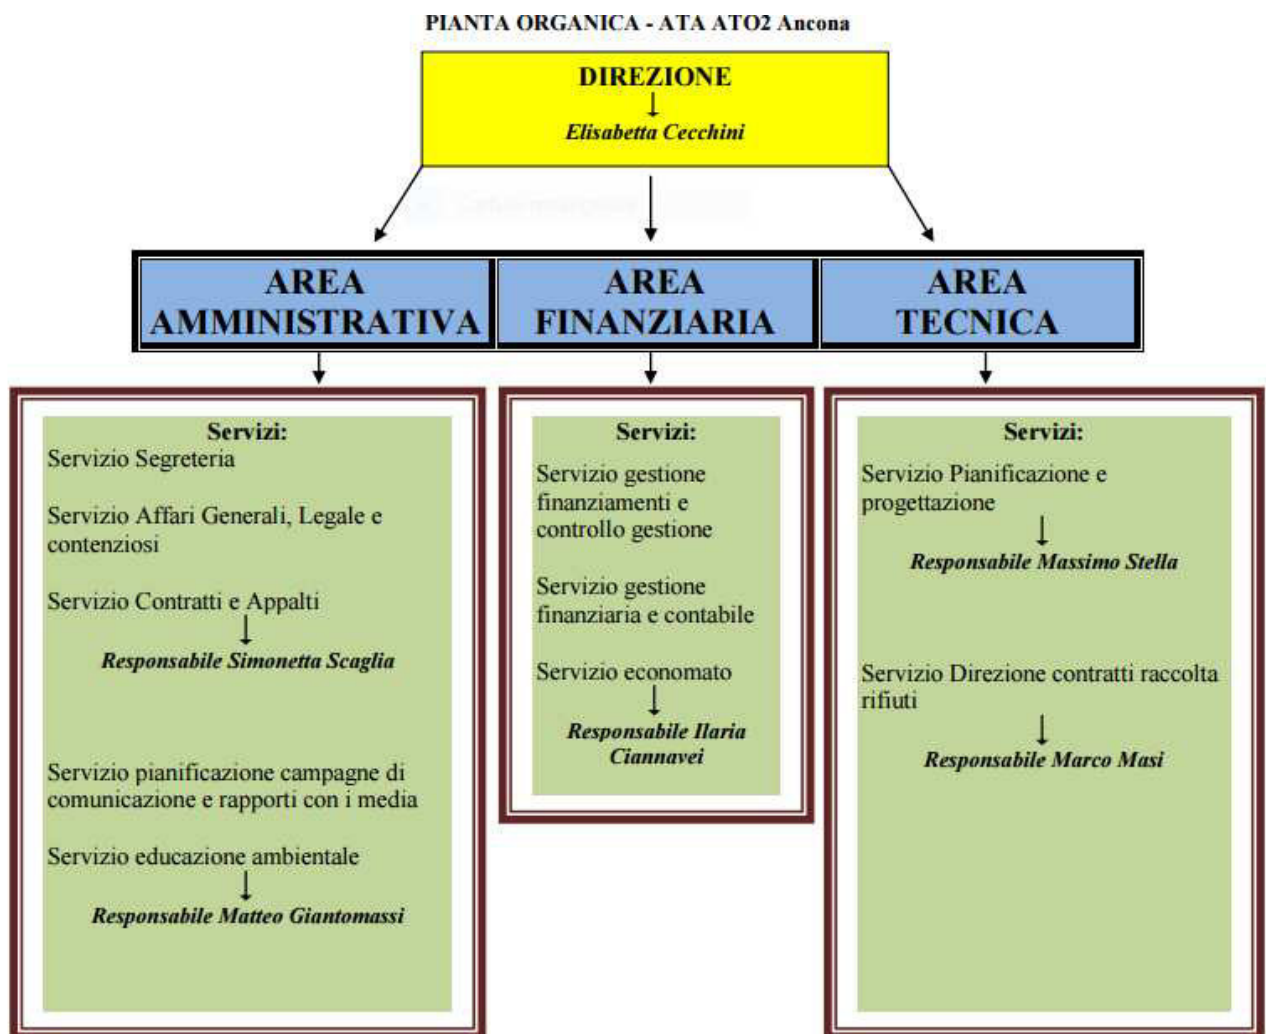 PIANTA ORGANICA - ATA ATO2 Ancona
DIREZIONE
Elisabetta Cecchini
AREA
AMMINISTRATIVA
AREA
FINANZIARIA
AREA
TECNICA
Servizi:
Servizio Segreteria
Servizio Affari Generali, Legale e
contenziosi
Servizio Contratti e Appalti
Responsabile Simonetta Scaglia
Servizio pianificazione campagne di
comunicazione e rapporti con i media
Servizio educazione ambientale
Responsabile Matteo Giantomassi
Servizi:
Servizio gestione
finanziamenti e
controllo gestione
Servizio gestione
finanziaria e contabile
Servizio economato
Responsabile Ilaria
Ciannavei
Servizi:
Servizio Pianificazione e
progettazione
Responsabile Massimo Stella
Servizio Direzione contratti raccolta
rifiuti
Responsabile Marco Masi